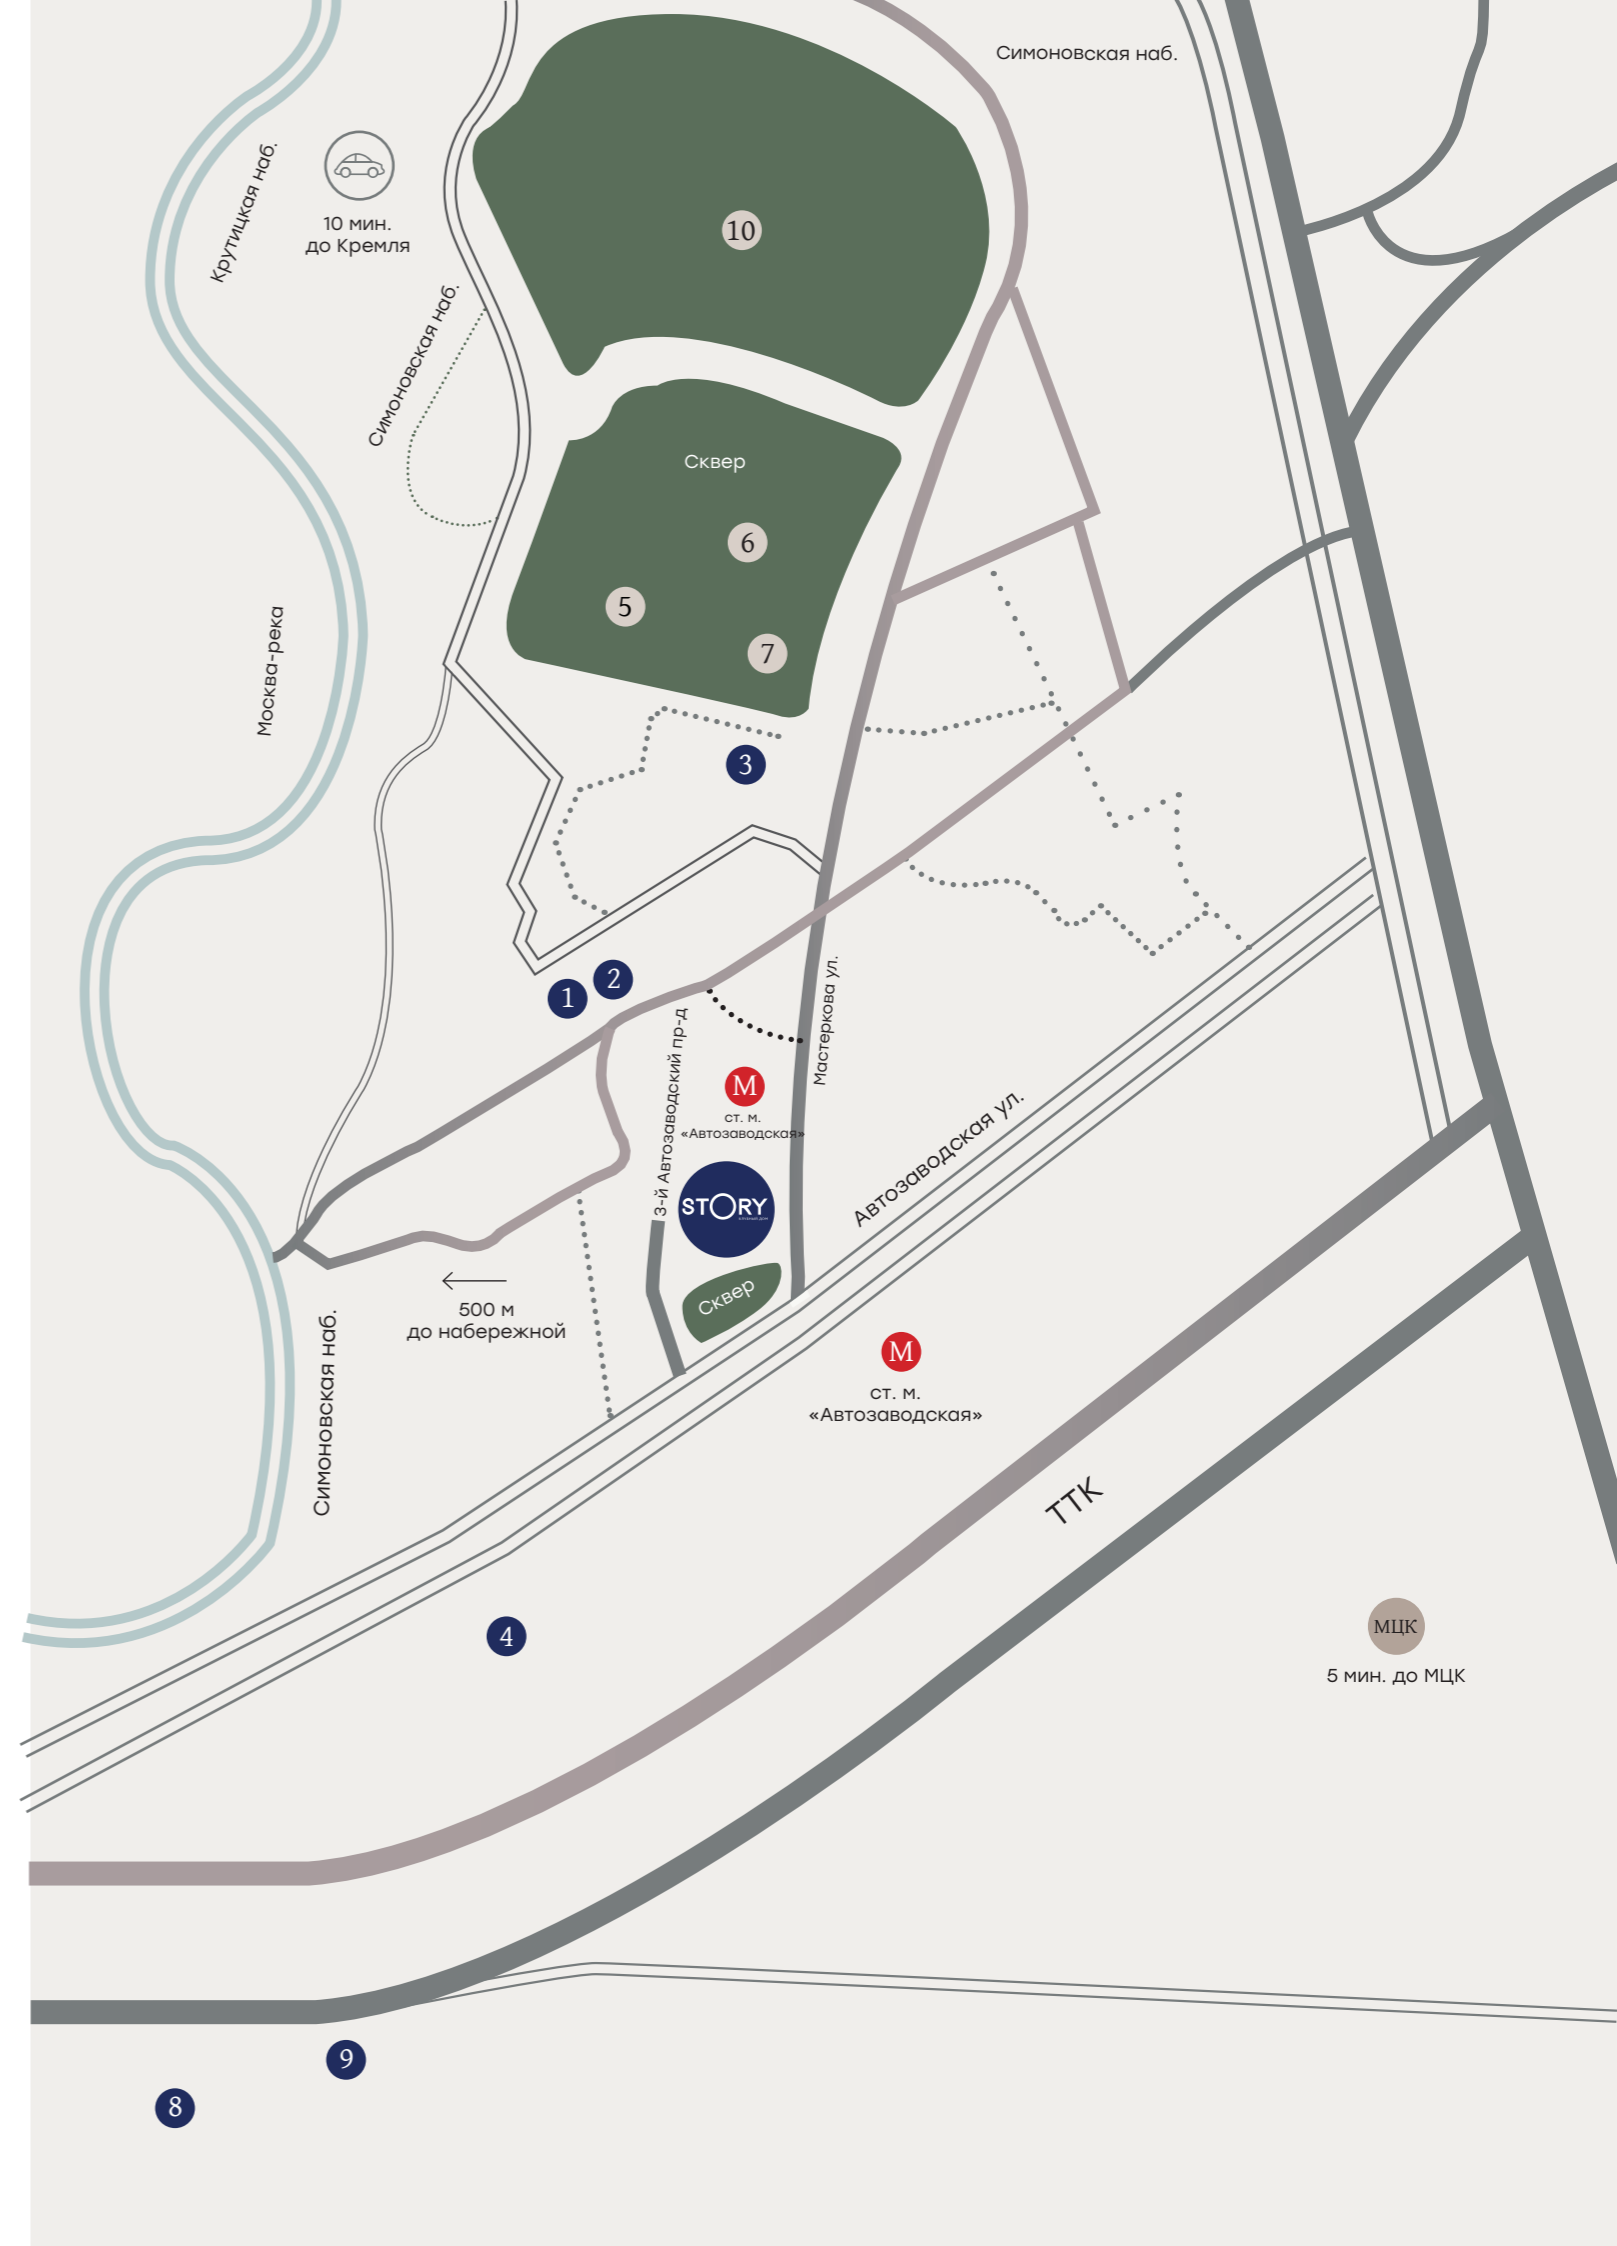 Симоновская наб.
Крутицкая наб.
10 мин.
до Кремля
10
Симоновская наб.
Сквер
6
5
7
Москва-река
3
1
2
3-й Автозаводский пр-д
Мастеркова ул.
М
ст. м.
«Автозаводская»
STORY
Автозаводская ул.
Сквер
500 м
до набережной
Симоновская наб.
М
ст. м.
«Автозаводская»
ТТК
4
МЦК
5 мин. до МЦК
9
8